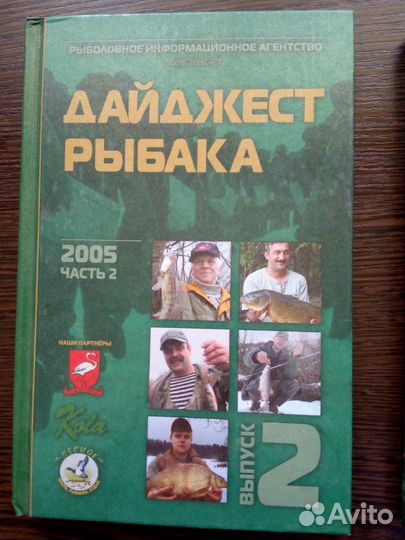 РЫБОЛОВНОЕ ИНФОРМАЦИОННОЕ АГЕНТСТВО
ДАЙДЖЕСТ
РЫБАКА
2005
ЧАСТЬ 2
НАШИ ПАРТНЁРЫ
Kola
ВЫПУСК
2
Avito